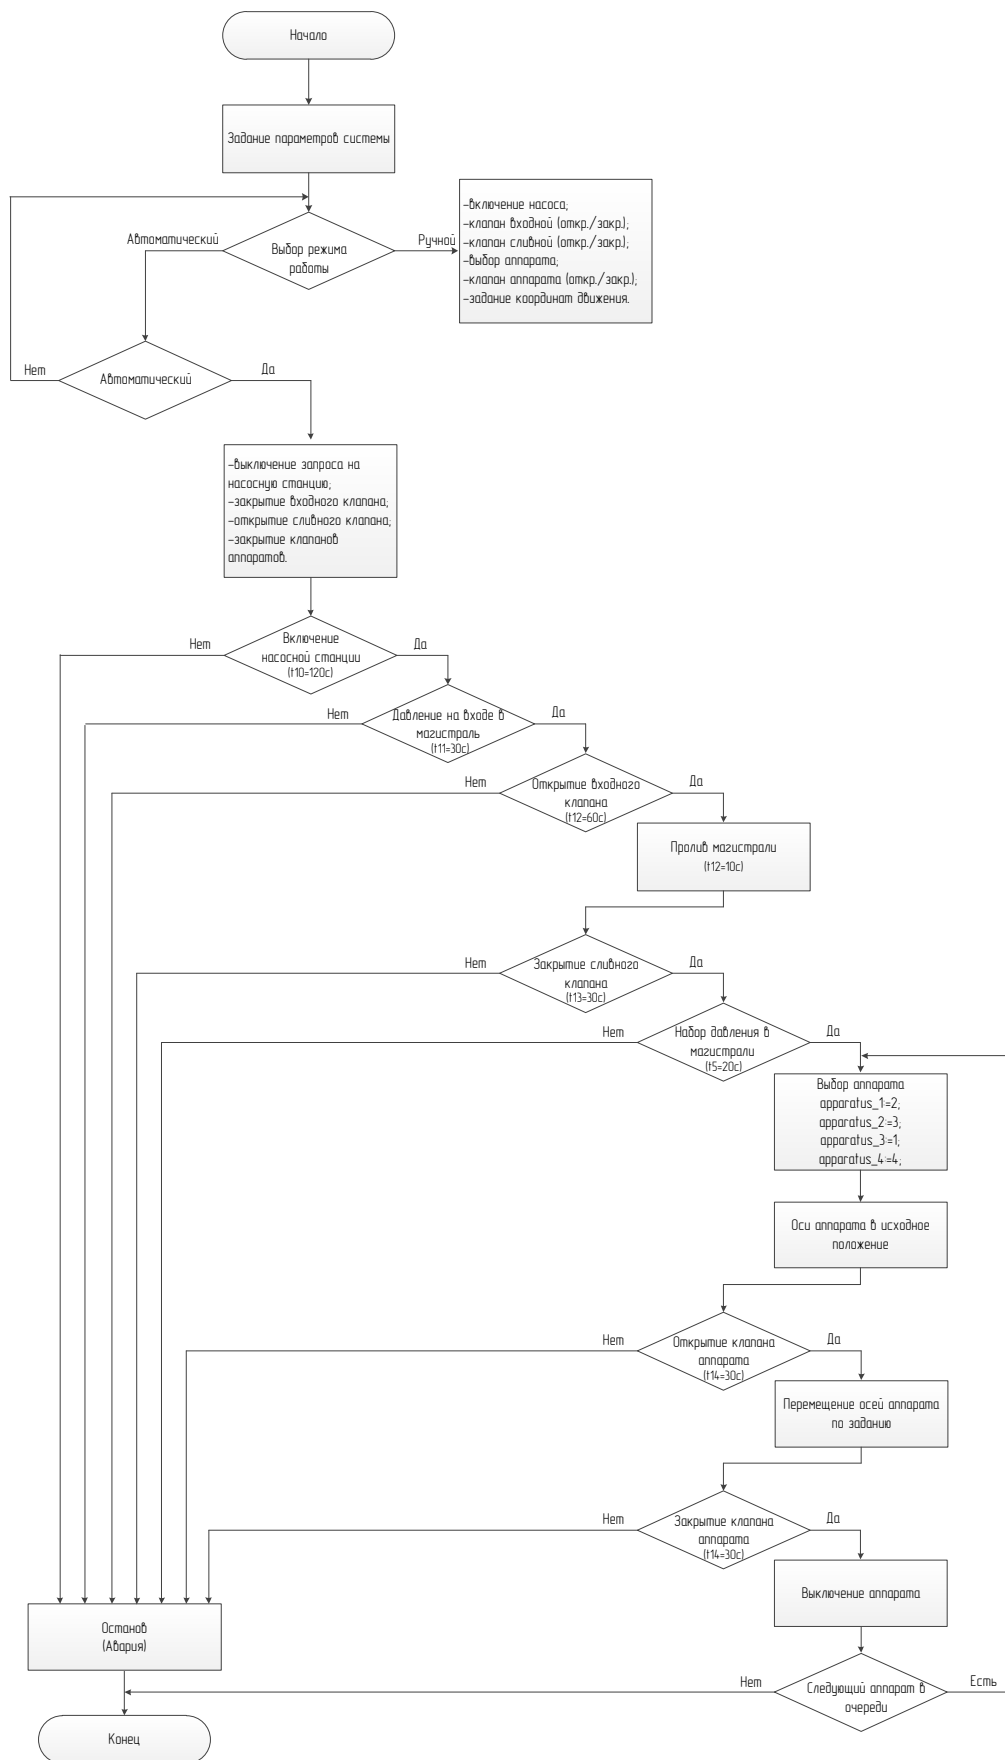 Начало
Задание параметров системы
Автоматический
Выбор режима
работы
Ручной
-включение насоса;
-клапан входной (откр./закр.);
-клапан сливной (откр./закр.);
-выбор аппарата;
-клапан аппарата (откр./закр.);
-задание координат движения.
Нет
Автоматический
Да
-выключение запроса на
насосную станцию;
-закрытие входного клапана;
-открытие сливного клапана;
-закрытие клапанов
аппаратов.
Нет
Включение
насосной станции
(t10=120с)
Да
Нет
Давление на входе в
магистраль
(t11=30с)
Да
Нет
Открытие входного
клапана
(t12=60с)
Да
Пролив магистрали
(t12=10с)
Нет
Закрытие сливного
клапана
(t13=30с)
Да
Нет
Набор давления в
магистрали
(t5=20с)
Да
Выбор аппарата
apparatus_1:=2;
apparatus_2:=3;
apparatus_3:=1;
apparatus_4:=4;
Оси аппарата в исходное
положение
Нет
Открытие клапана
аппарата
(t14=30с)
Да
Перемещение осей аппарата
по заданию
Нет
Закрытие клапана
аппарата
(t14=30с)
Да
Выключение аппарата
Останов
(Авария)
Нет
Следующий аппарат в
очереди
Есть
Конец